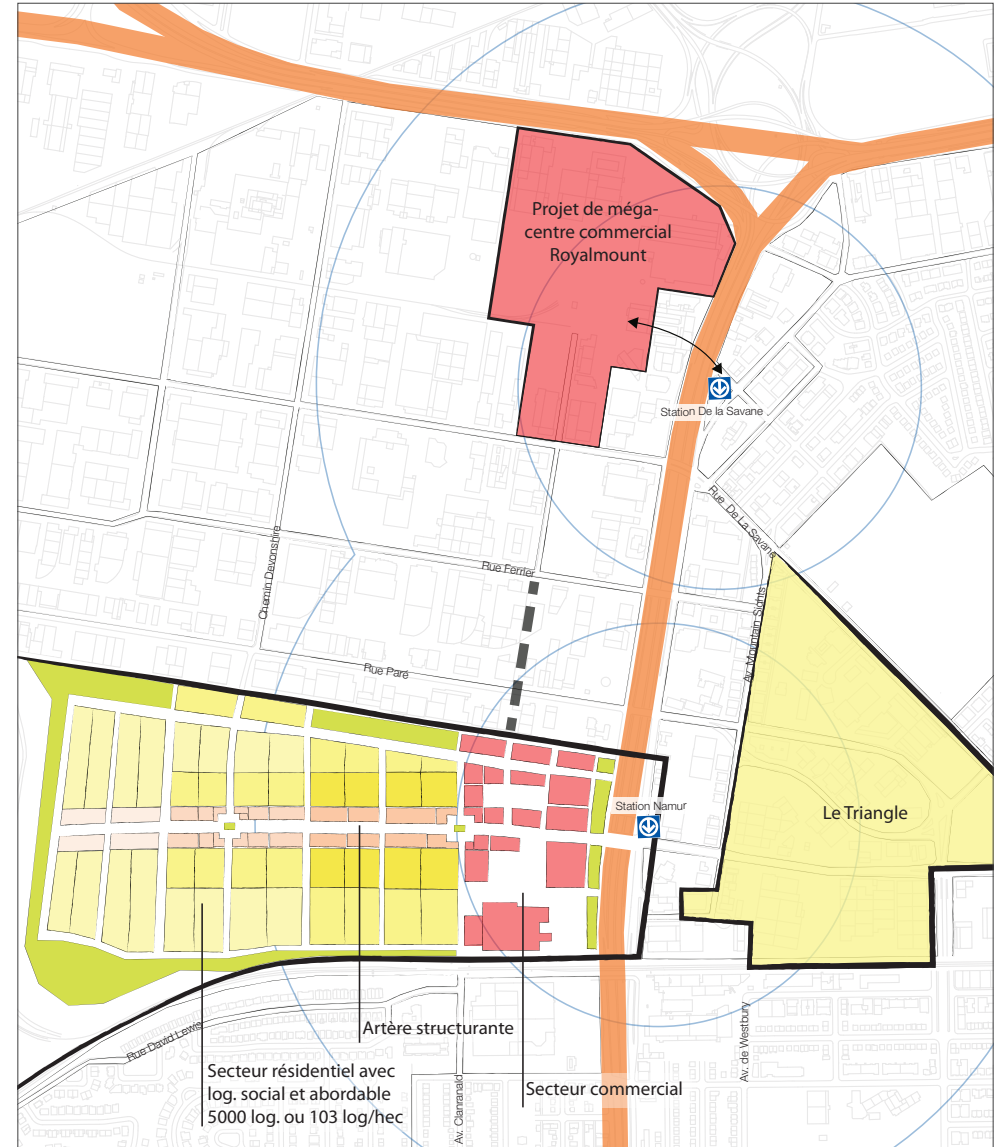 Projet de méga-
centre commercial
Royalmount
Station De la Savane
Rue De La Savane
Chemin Devonshire
Rue Ferrier
Av. Mountain Sights
Rue Paré
Station Namur
Le Triangle
Artère structurante
Rue David Lewis
Secteur résidentiel avec
log. social et abordable
5000 log. ou 103 log/hec
Secteur commercial
Av. Clanranald
Av. de Westbury